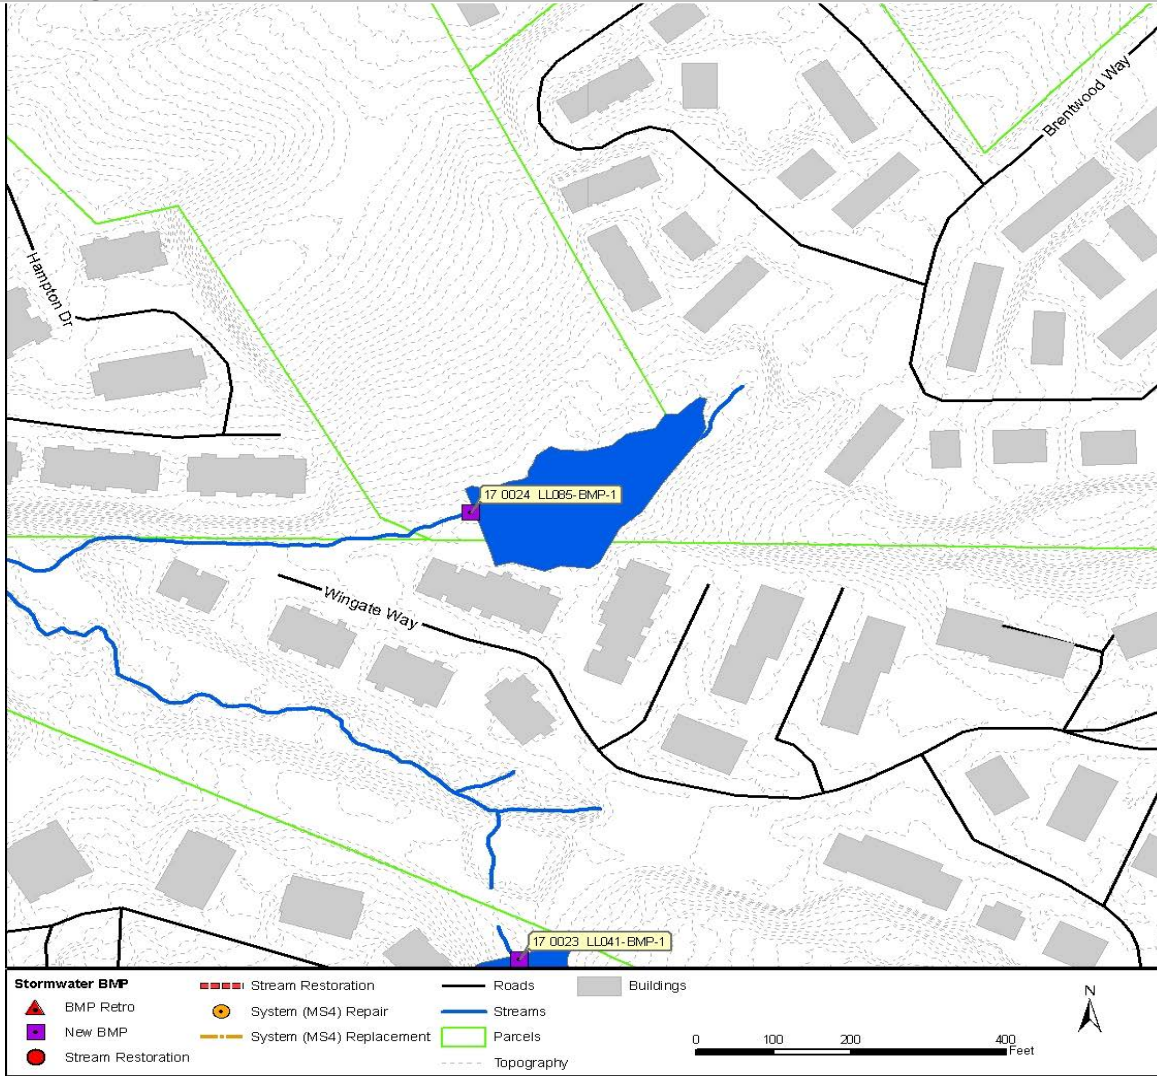 Brentwood Way
Hampton Dr
17 0024 LL085-BMP-1
Wingate Way
17 0023 LL041-BMP-1
Stormwater BMP
BMP Retro
New BMP
Stream Restoration
Stream Restoration
System (MS4) Repair
System (MS4) Replacement
Roads
Streams
Parcels
Topography
Buildings
N
0 100 200 400
Feet